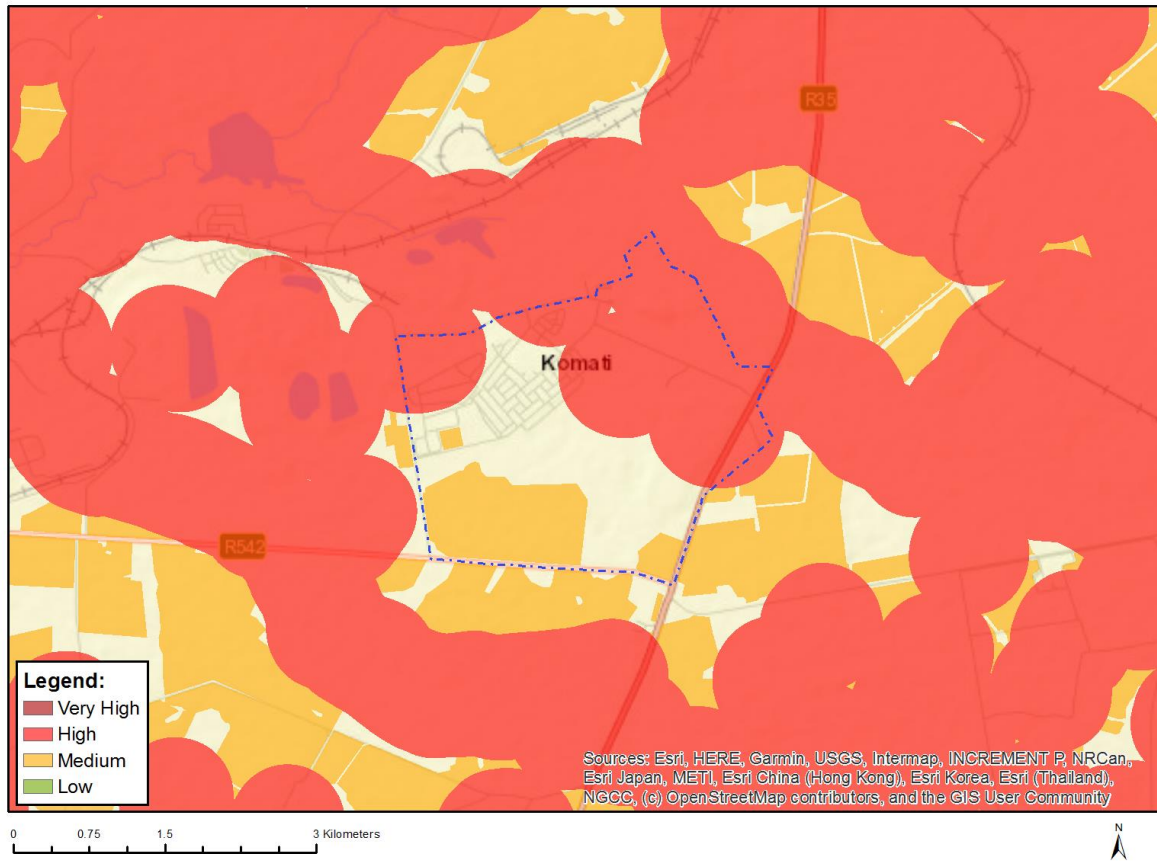 R35
Komati
R542
Legend:
Very High
High
Medium
Low
Sources: Esri, HERE, Garmin, USGS, Intermap, INCREMENT P, NRCan,
Esri Japan, METI, Esri China (Hong Kong), Esri Korea, Esri (Thailand),
NGCC, (c) OpenStreetMap contributors, and the GIS User Community
0 0.75 1.5 3 Kilometers
N